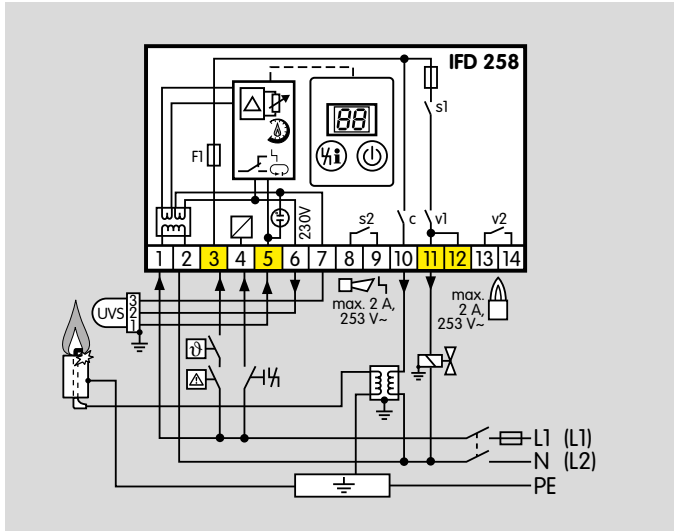 IFD 258
s1
88
i
F1
230V
s2
c
v1
v2
1 2 3 4 5 6 7 8 9 10 11 12 13 14
max. 2 A,
253 V~
max.
2 A,
253 V~
UVS
3
2
1
ϑ
L1 (L1)
N (L2)
PE